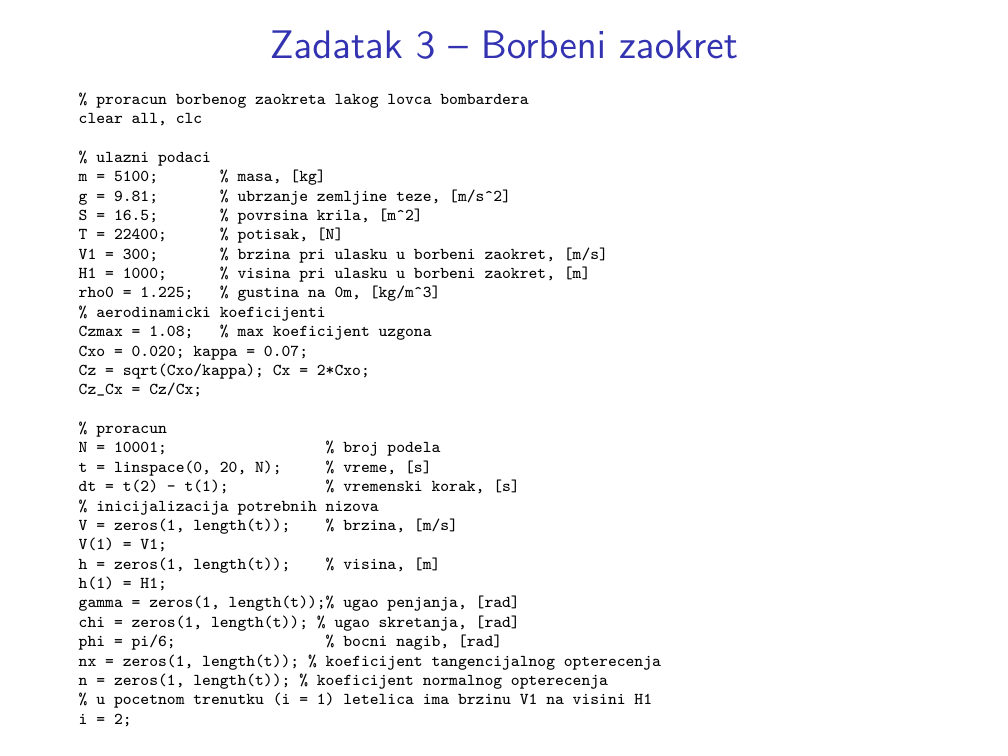 Zadatak 3 – Borbeni zaokret
% proracun borbenog zaokreta lakog lovca bombardera
clear all, clc
% ulazni podaci
m = 5100;       % masa, [kg]
g = 9.81;       % ubrzanje zemljine teze, [m/s^2]
S = 16.5;       % povrsina krila, [m^2]
T = 22400;      % potisak, [N]
V1 = 300;       % brzina pri ulasku u borbeni zaokret, [m/s]
H1 = 1000;      % visina pri ulasku u borbeni zaokret, [m]
rho0 = 1.225;   % gustina na 0m, [kg/m^3]
% aerodinamicki koeficijenti
Czmax = 1.08;   % max koeficijent uzgona
Cxo = 0.020; kappa = 0.07;
Cz = sqrt(Cxo/kappa); Cx = 2*Cxo;
Cz_Cx = Cz/Cx;
% proracun
N = 10001;                  % broj podela
t = linspace(0, 20, N);     % vreme, [s]
dt = t(2) - t(1);           % vremenski korak, [s]
% inicijalizacija potrebnih nizova
V = zeros(1, length(t));    % brzina, [m/s]
V(1) = V1;
h = zeros(1, length(t));    % visina, [m]
h(1) = H1;
gamma = zeros(1, length(t));% ugao penjanja, [rad]
chi = zeros(1, length(t)); % ugao skretanja, [rad]
phi = pi/6;                 % bocni nagib, [rad]
nx = zeros(1, length(t)); % koeficijent tangencijalnog opterecenja
n = zeros(1, length(t)); % koeficijent normalnog opterecenja
% u pocetnom trenutku (i = 1) letelica ima brzinu V1 na visini H1
i = 2;